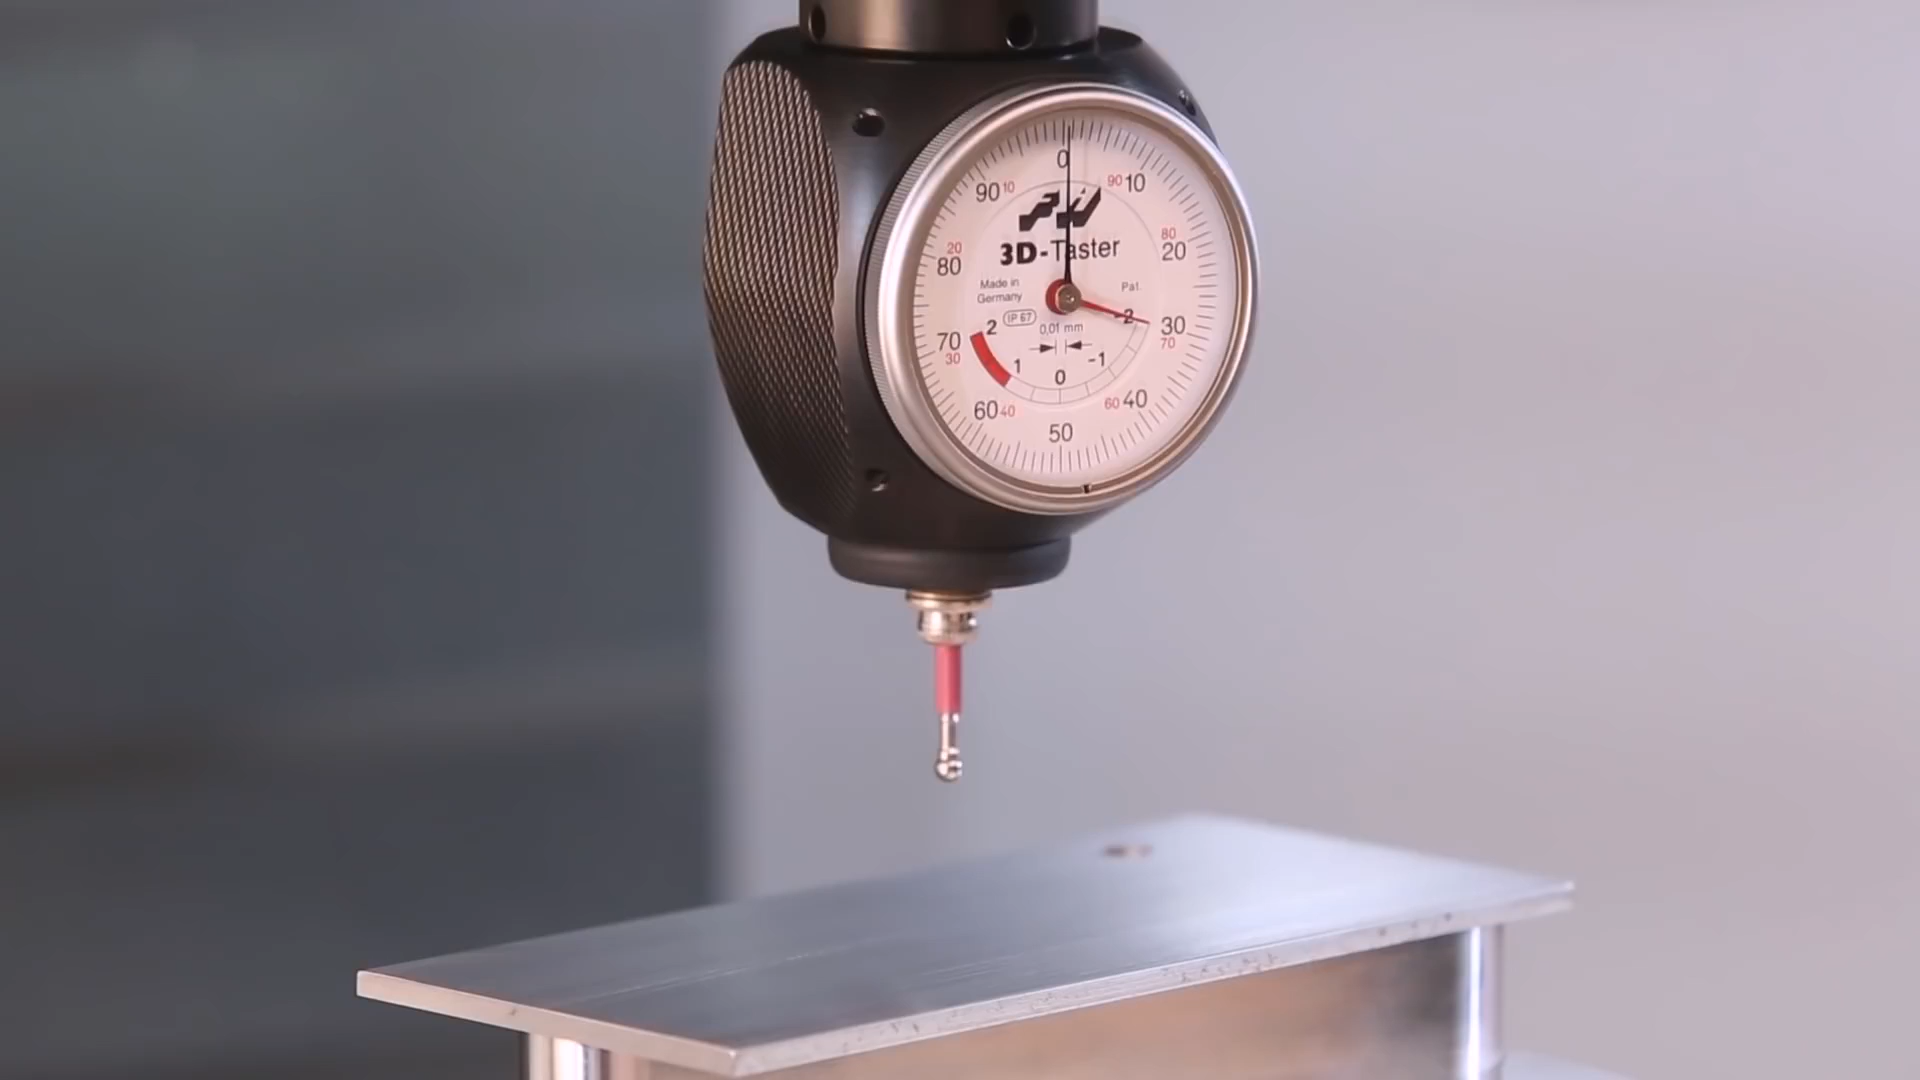 0
90 10 90 10
3D-Taster
20 80
80 20
Made in
Germany
Pat.
IP 67
2 0,01 mm -2
70 30
30 70
1 0 -1
60 40 60 40
50